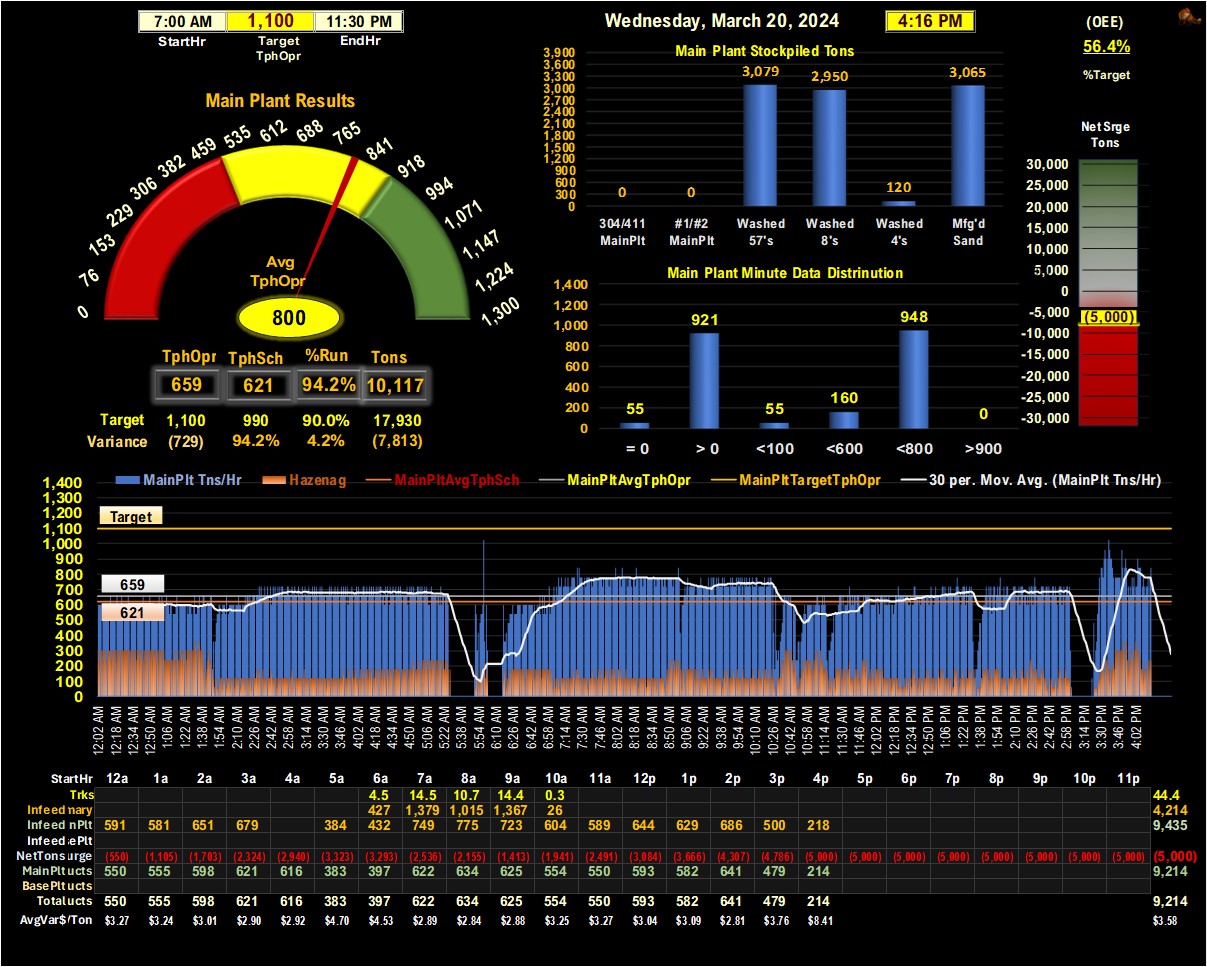 7:00 AM 1,100 11:30 PM
StartHr Target TphOpr EndHr
Wednesday, March 20, 2024 4:16 PM
(OEE)
56.4%
%Target
Main Plant Results
0 76 153 229 306 382 459 535 612 688 765 841 918 994 1,071 1,147 1,224 1,300
Avg
TphOpr
800
TphOpr TphSch %Run Tons
659 621 94.2% 10,117
Target 1,100 990 90.0% 17,930
Variance (729) 94.2% 4.2% (7,813)
Main Plant Stockpiled Tons
3,900
3,600
3,300
3,000
2,700
2,400
2,100
1,800
1,500
1,200
900
600
300
0
0 0 3,079 2,950 120 3,065
304/411 #1/#2 Washed Washed Washed Mfg'd
MainPlt MainPlt 57's 8's 4's Sand
Main Plant Minute Data Distrinution
1,400
1,200
1,000
800
600
400
200
0
55 921 55 160 948 0
= 0 > 0 <100 <600 <800 >900
Net Srge
Tons
30,000
25,000
20,000
15,000
10,000
5,000
0
-5,000
(5,000)
-10,000
-15,000
-20,000
-25,000
-30,000
MainPlt Tns/Hr Hazenag MainPltAvgTphSch MainPltAvgTphOpr MainPltTargetTphOpr 30 per. Mov. Avg. (MainPlt Tns/Hr)
1,400
1,300
1,200
1,100
1,000
900
800
700
600
500
400
300
200
100
0
Target
659
621
12:02 AM 12:18 AM 12:34 AM 12:50 AM 1:06 AM 1:22 AM 1:38 AM 1:54 AM 2:10 AM 2:26 AM 2:42 AM 2:58 AM 3:14 AM 3:30 AM 3:46 AM 4:02 AM 4:18 AM 4:34 AM 4:50 AM 5:06 AM 5:22 AM 5:38 AM 5:54 AM 6:10 AM 6:26 AM 6:42 AM 6:58 AM 7:14 AM 7:30 AM 7:46 AM 8:02 AM 8:18 AM 8:34 AM 8:50 AM 9:06 AM 9:22 AM 9:38 AM 9:54 AM 10:10 AM 10:26 AM 10:42 AM 10:58 AM 11:14 AM 11:30 AM 11:46 AM 12:02 PM 12:18 PM 12:34 PM 12:50 PM 1:06 PM 1:22 PM 1:38 PM 1:54 PM 2:10 PM 2:26 PM 2:42 PM 2:58 PM 3:14 PM 3:30 PM 3:46 PM 4:02 PM
StartHr 12a 1a 2a 3a 4a 5a 6a 7a 8a 9a 10a 11a 12p 1p 2p 3p 4p 5p 6p 7p 8p 9p 10p 11p
Trks 4.5 14.5 10.7 14.4 0.3 44.4
Infeed nary 427 1,379 1,015 1,367 26 4,214
Infeed nPlt 591 581 651 679 384 432 749 775 723 604 589 644 629 686 500 218 9,435
Infeed ePlt
NetTons urge (550) (1,105) (1,703) (2,324) (2,940) (3,323) (3,293) (2,536) (2,155) (1,413) (1,941) (2,491) (3,084) (3,666) (4,307) (4,786) (5,000) (5,000) (5,000) (5,000) (5,000) (5,000) (5,000) (5,000) (5,000)
MainPlt ucts 550 555 598 621 616 383 397 622 634 625 554 550 593 582 641 479 214 9,214
BasePlt ucts
Total ucts 550 555 598 621 616 383 397 622 634 625 554 550 593 582 641 479 214 9,214
AvgVar$/Ton $3.27 $3.24 $3.01 $2.90 $2.92 $4.70 $4.53 $2.89 $2.84 $2.88 $3.25 $3.27 $3.04 $3.09 $2.81 $3.76 $8.41 $3.58